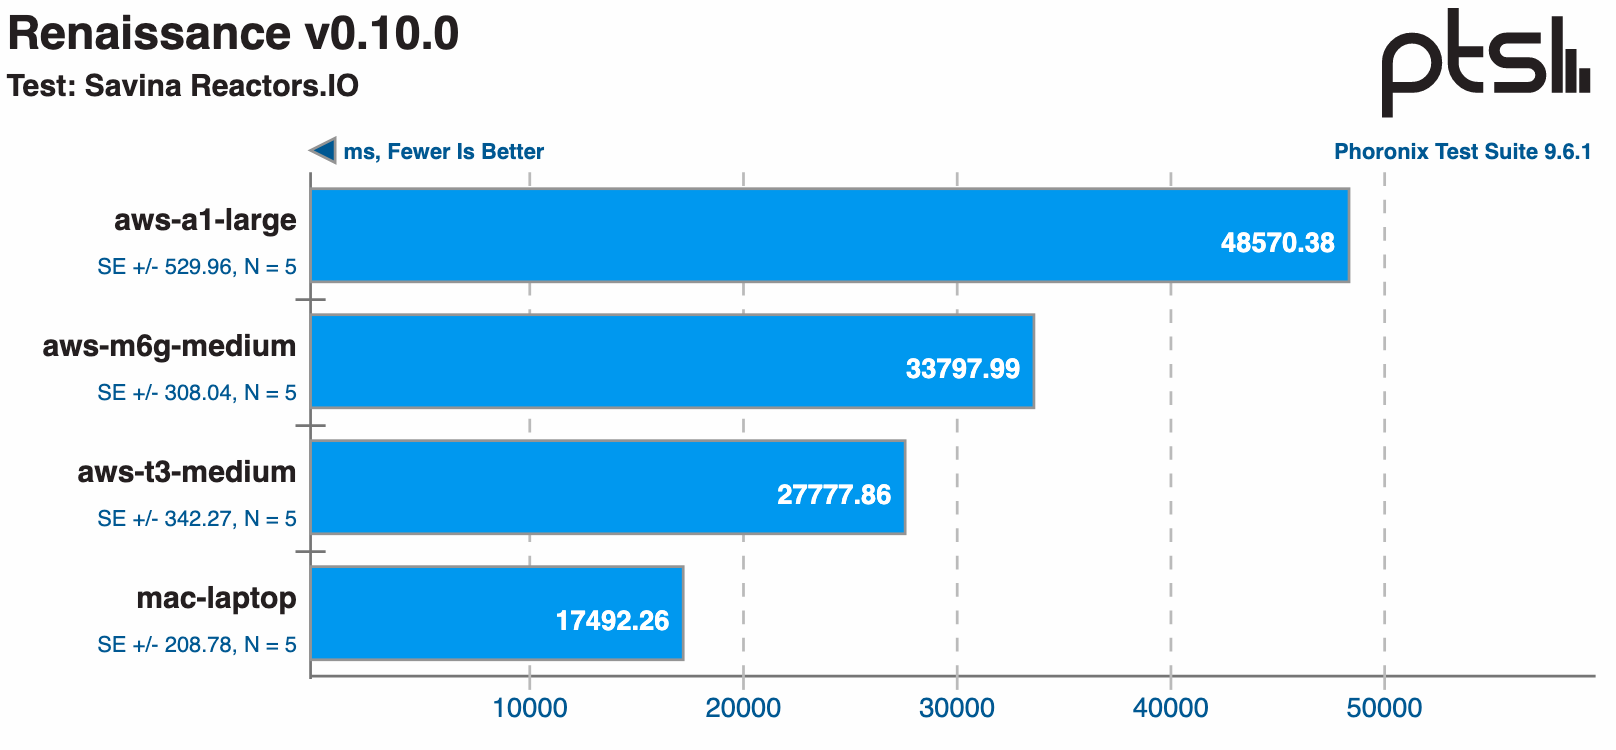 Renaissance v0.10.0
Test: Savina Reactors.IO
ptsl
ms, Fewer Is Better
Phoronix Test Suite 9.6.1
aws-a1-large
SE +/- 529.96, N = 5
48570.38
aws-m6g-medium
SE +/- 308.04, N = 5
33797.99
aws-t3-medium
SE +/- 342.27, N = 5
27777.86
mac-laptop
SE +/- 208.78, N = 5
17492.26
10000
20000
30000
40000
50000